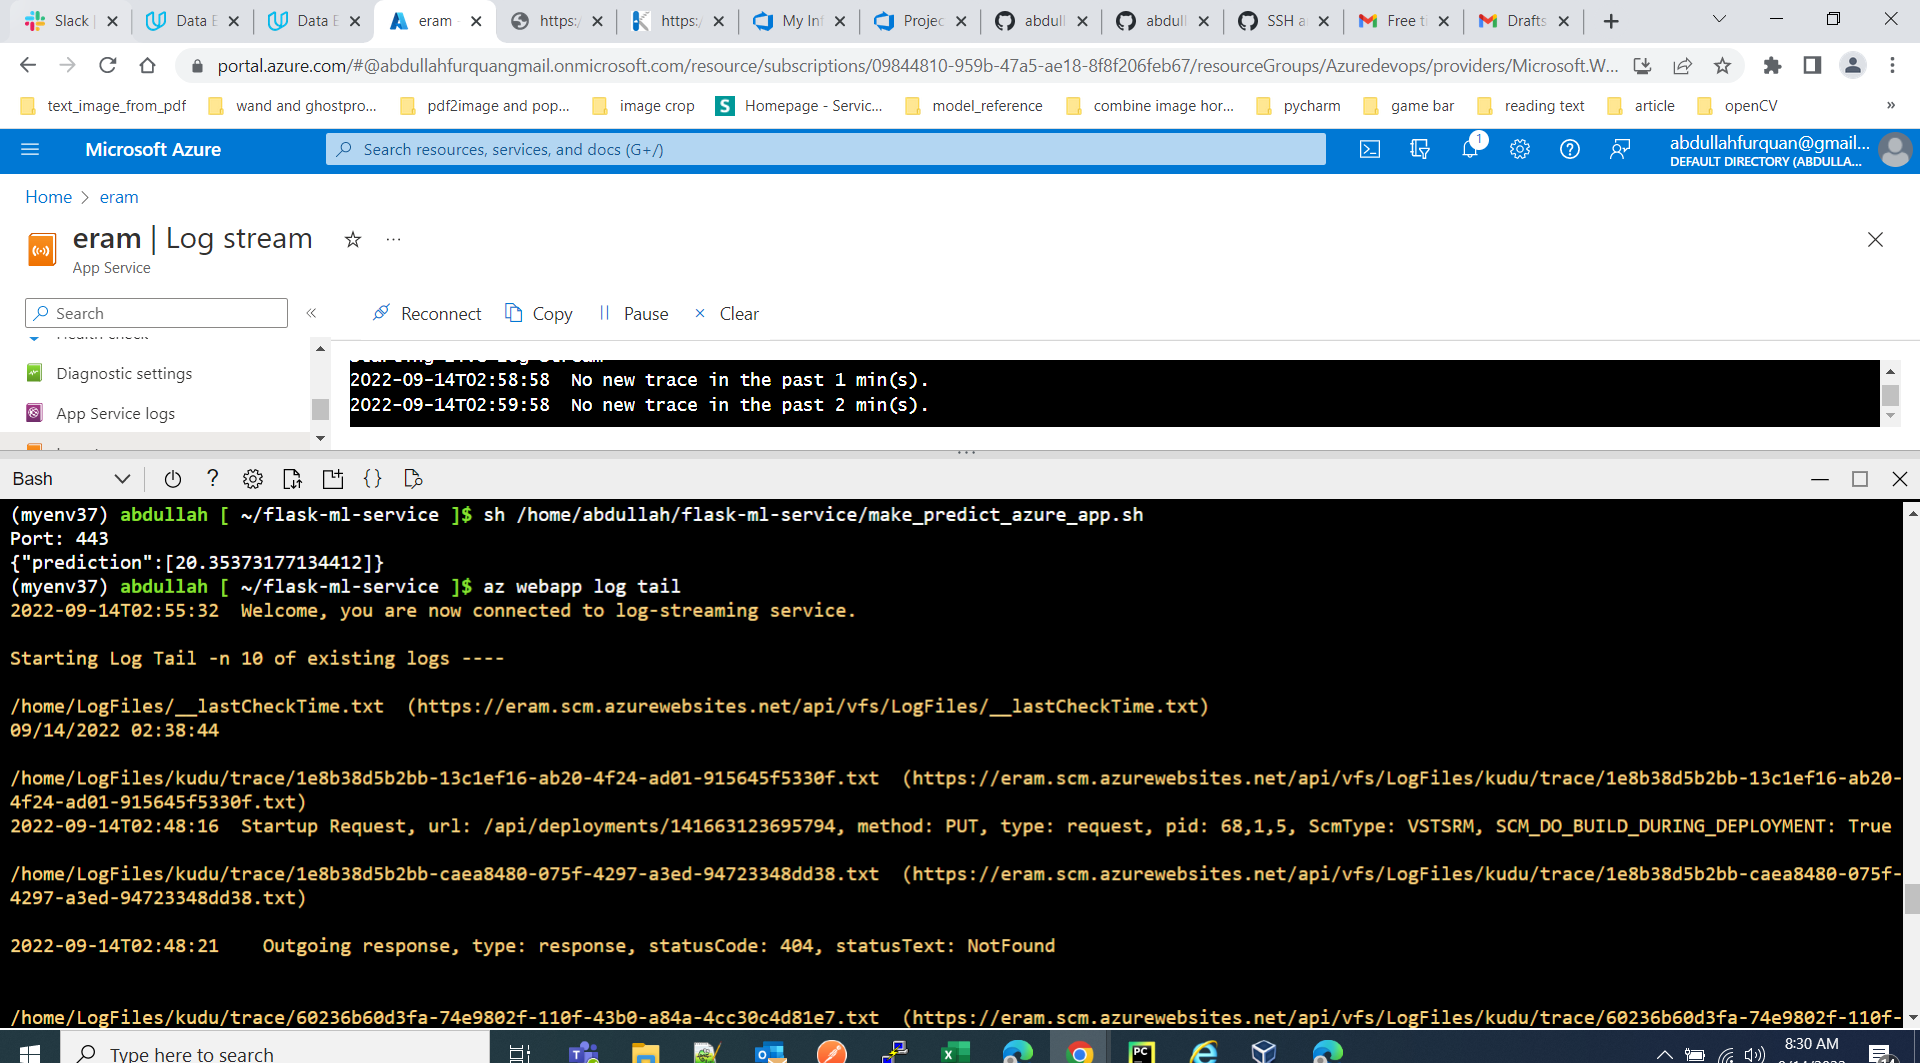 Slack
Data E
Data E
eram
https:/
https:/
My In
Projec
abdull
abdull
SSH a
Free t
Drafts
portal.azure.com/#@abdullahfurquangmail.onmicrosoft.com/resource/subscriptions/09844810-959b-47a5-ae18-8f8f206feb67/resourceGroups/Azuredevops/providers/Microsoft.W...
text_image_from_pdf
wand and ghostpro...
pdf2image and pop...
image crop
S Homepage - Servic...
model_reference
combine image hor...
pycharm
game bar
reading text
article
openCV
»
Microsoft Azure
Search resources, services, and docs (G+/)
1
abdullahfurquan@gmail...
DEFAULT DIRECTORY (ABDULLA...
Home > eram
eram | Log stream
App Service
Search
«
Reconnect
Copy
Pause
Clear
Health check
Diagnostic settings
App Service logs
Starting Live Log Stream
2022-09-14T02:58:58  No new trace in the past 1 min(s).
2022-09-14T02:59:58  No new trace in the past 2 min(s).
Bash
(myenv37) abdullah [ ~/flask-ml-service ]$ sh /home/abdullah/flask-ml-service/make_predict_azure_app.sh
Port: 443
{"prediction":[20.35373177134412]}
(myenv37) abdullah [ ~/flask-ml-service ]$ az webapp log tail
2022-09-14T02:55:32  Welcome, you are now connected to log-streaming service.
Starting Log Tail -n 10 of existing logs ----
/home/LogFiles/__lastCheckTime.txt  (https://eram.scm.azurewebsites.net/api/vfs/LogFiles/__lastCheckTime.txt)
09/14/2022 02:38:44
/home/LogFiles/kudu/trace/1e8b38d5b2bb-13c1ef16-ab20-4f24-ad01-915645f5330f.txt  (https://eram.scm.azurewebsites.net/api/vfs/LogFiles/kudu/trace/1e8b38d5b2bb-13c1ef16-ab20-
4f24-ad01-915645f5330f.txt)
2022-09-14T02:48:16  Startup Request, url: /api/deployments/141663123695794, method: PUT, type: request, pid: 68,1,5, ScmType: VSTSRM, SCM_DO_BUILD_DURING_DEPLOYMENT: True
/home/LogFiles/kudu/trace/1e8b38d5b2bb-caea8480-075f-4297-a3ed-94723348dd38.txt  (https://eram.scm.azurewebsites.net/api/vfs/LogFiles/kudu/trace/1e8b38d5b2bb-caea8480-075f-
4297-a3ed-94723348dd38.txt)
2022-09-14T02:48:21    Outgoing response, type: response, statusCode: 404, statusText: NotFound
/home/LogFiles/kudu/trace/60236b60d3fa-74e9802f-110f-43b0-a84a-4cc30c4d81e7.txt  (https://eram.scm.azurewebsites.net/api/vfs/LogFiles/kudu/trace/60236b60d3fa-74e9802f-110f-
Type here to search
8:30 AM